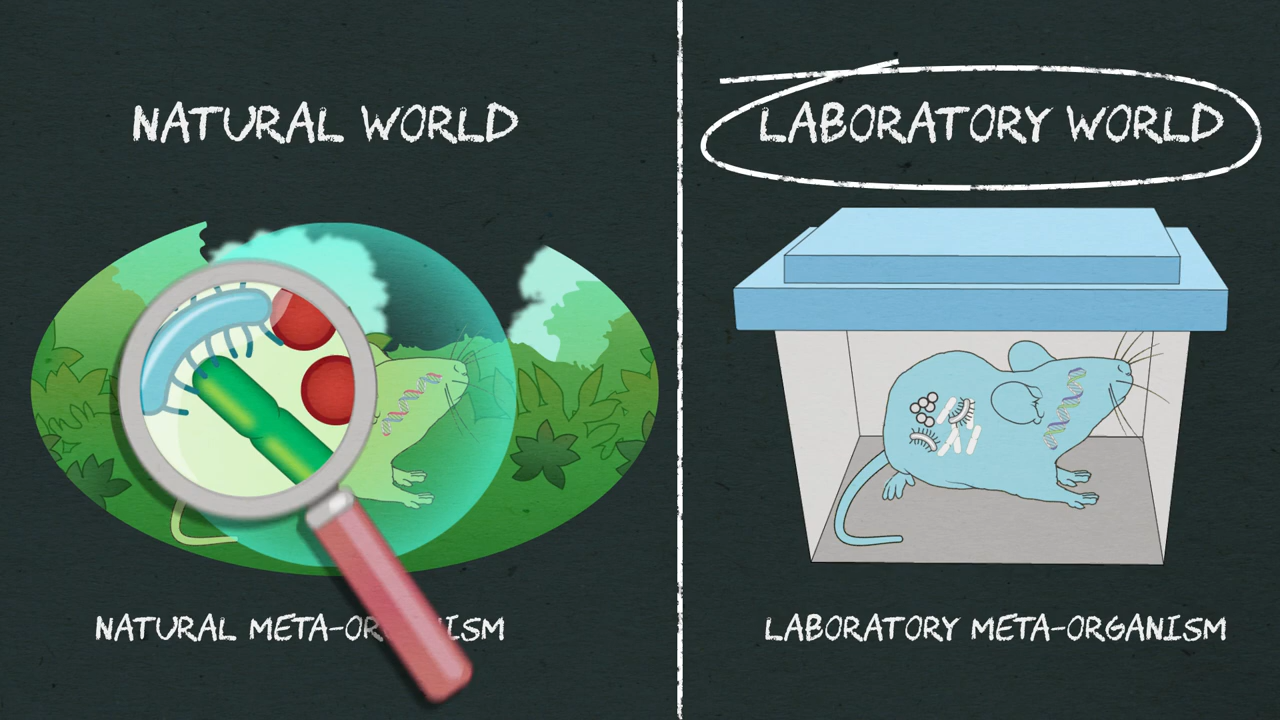 NATURAL WORLD
LABORATORY WORLD
NATURAL META-OR ISM
LABORATORY META-ORGANISM